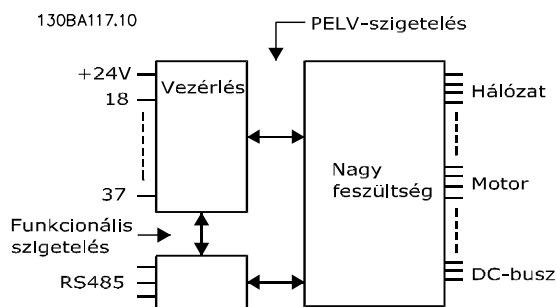 130BA117.10
PELV-szigetelés
+24V
18
37
Vezérlés
Nagy
feszültség
Hálózat
Motor
DC-busz
Funkcionális
szigetelés
RS485